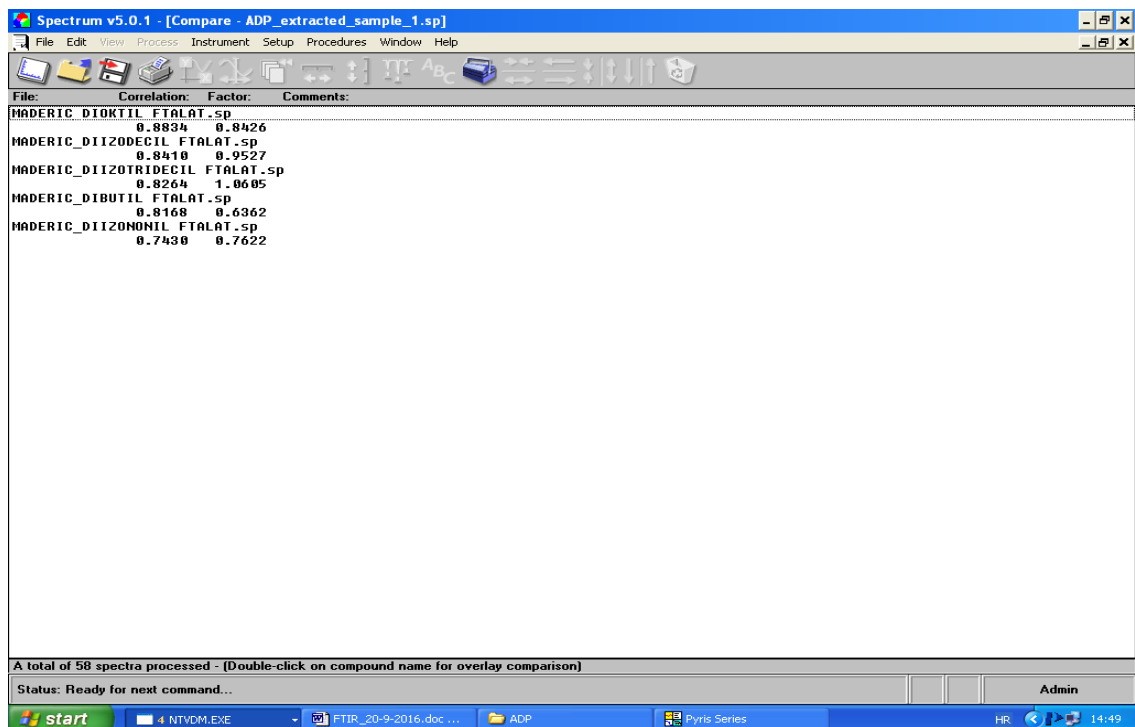 Spectrum v5.0.1 - [Compare - ADP_extracted_sample_1.sp]
File Edit View Process Instrument Setup Procedures Window Help
ABC
File: Correlation: Factor: Comments:
MADERIC_DIOKTIL FTALAT.sp
0.8834 0.8426
MADERIC_DIIZODECIL FTALAT.sp
0.8410 0.9527
MADERIC_DIIZOTRIDECIL FTALAT.sp
0.8264 1.0605
MADERIC_DIBUTIL FTALAT.sp
0.8168 0.6362
MADERIC_DIIZONONIL FTALAT.sp
0.7430 0.7622
A total of 58 spectra processed - (Double-click on compound name for overlay comparison)
Status: Ready for next command... Admin
start 4 NTVDM.EXE FTIR_20-9-2016.doc ... ADP Pyris Series HR 14:49